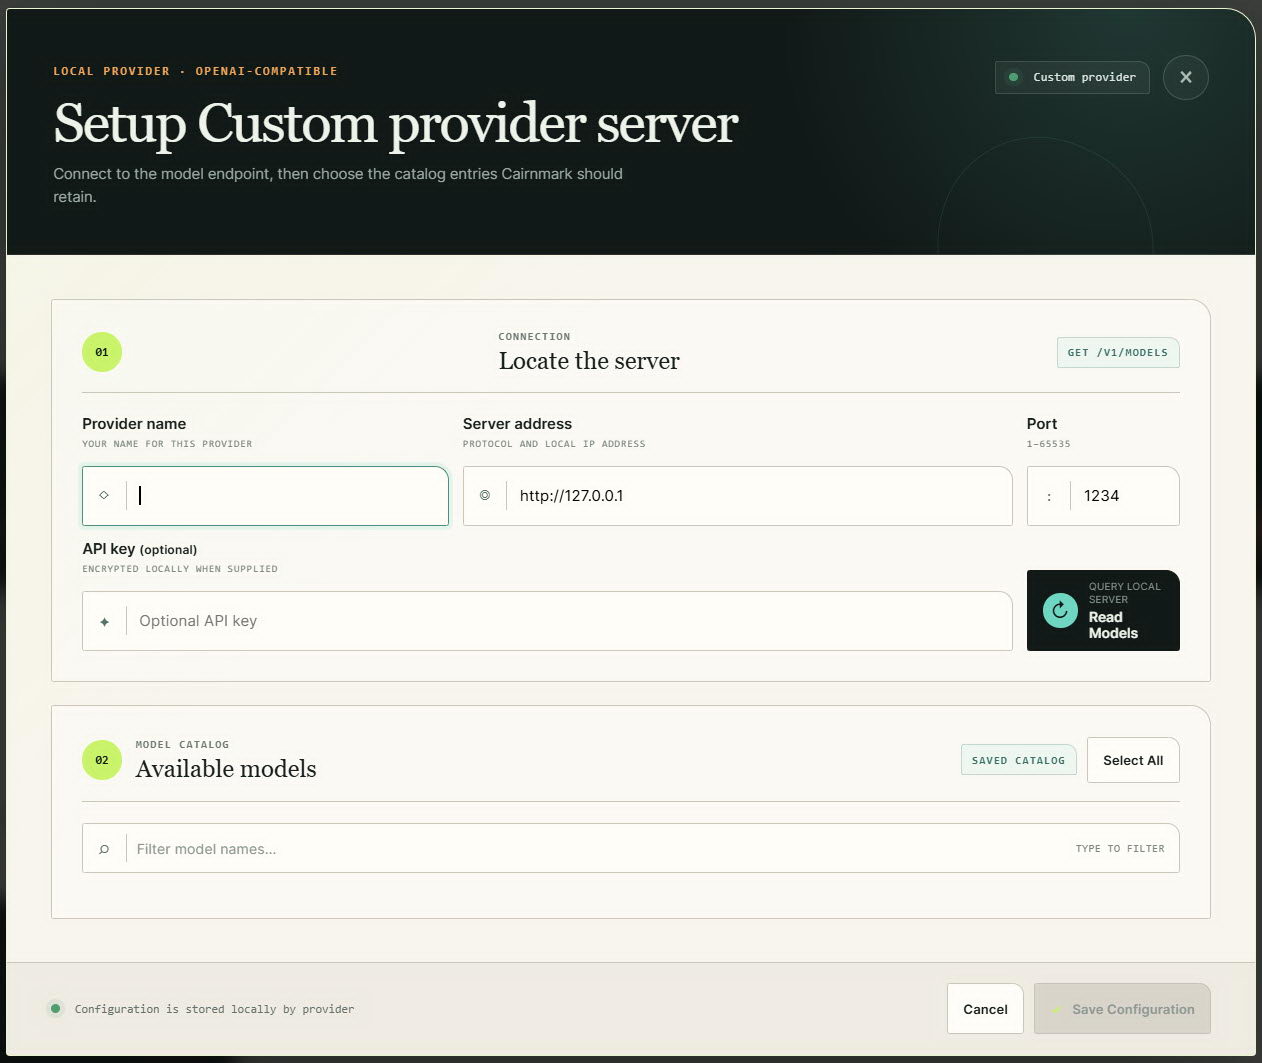 LOCAL PROVIDER · OPENAI-COMPATIBLE
Custom provider
Setup Custom provider server
Connect to the model endpoint, then choose the catalog entries Cairnmark should
retain.
01
CONNECTION
Locate the server
GET /V1/MODELS
Provider name
YOUR NAME FOR THIS PROVIDER
Server address
PROTOCOL AND LOCAL IP ADDRESS
http://127.0.0.1
Port
1–65535
:
1234
API key (optional)
ENCRYPTED LOCALLY WHEN SUPPLIED
Optional API key
QUERY LOCAL
SERVER
Read
Models
02
MODEL CATALOG
Available models
SAVED CATALOG
Select All
Filter model names...
TYPE TO FILTER
Configuration is stored locally by provider
Cancel
Save Configuration